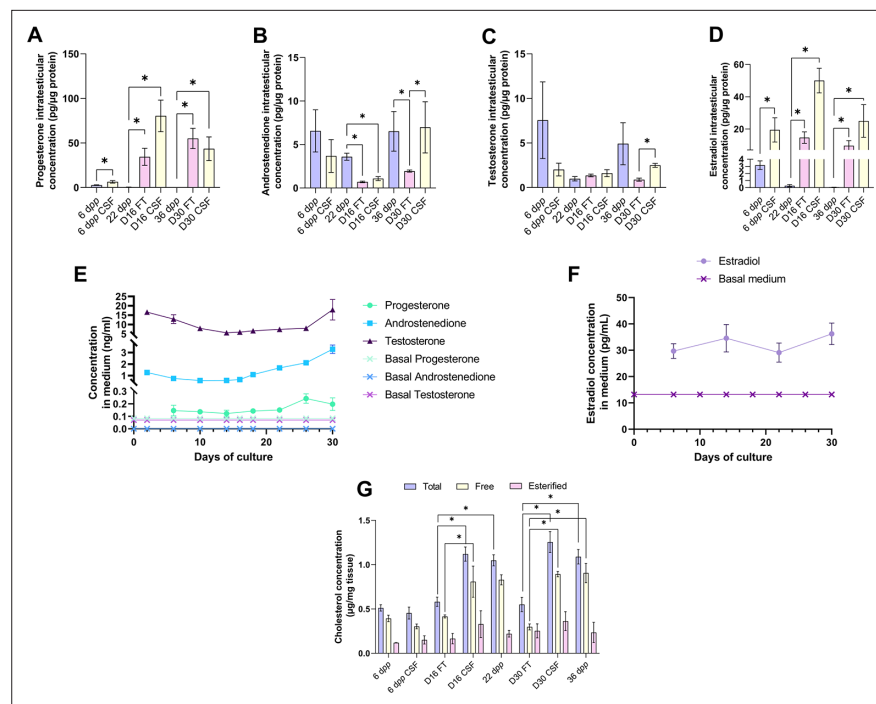 A
Progesterone intratesticular
concentration (pg/µg protein)
150
100
50
0
*
*
*
*
*
6 dpp
6 dpp CSF
22 dpp
D16 FT
D16 CSF
36 dpp
D30 FT
D30 CSF
B
Androstenedione intratesticular
concentration (pg/µg protein)
15
10
5
0
*
*
*
*
6 dpp
6 dpp CSF
22 dpp
D16 FT
D16 CSF
36 dpp
D30 FT
D30 CSF
C
Testosterone intratesticular
concentration (pg/µg protein)
15
10
5
0
*
6 dpp
6 dpp CSF
22 dpp
D16 FT
D16 CSF
36 dpp
D30 FT
D30 CSF
D
Estradiol intratesticular
concentration (pg/µg protein)
60
40
20
4
3
2
1
0
*
*
*
*
*
6 dpp
6 dpp CSF
22 dpp
D16 FT
D16 CSF
36 dpp
D30 FT
D30 CSF
E
Concentration
in medium (ng/ml)
25
20
15
10
5
3
2
1
0.3
0.2
0.1
0.0
0
10
20
30
Days of culture
Progesterone
Androstenedione
Testosterone
Basal Progesterone
Basal Androstenedione
Basal Testosterone
F
Estradiol
Basal medium
Estradiol concentration
in medium (pg/mL)
50
40
30
20
10
0
0
10
20
30
Days of culture
G
Total
Free
Esterified
Cholesterol concentration
(µg/mg tissue)
1.5
1.0
0.5
0.0
*
*
*
*
*
*
*
6 dpp
6 dpp CSF
D16 FT
D16 CSF
22 dpp
D30 FT
D30 CSF
36 dpp